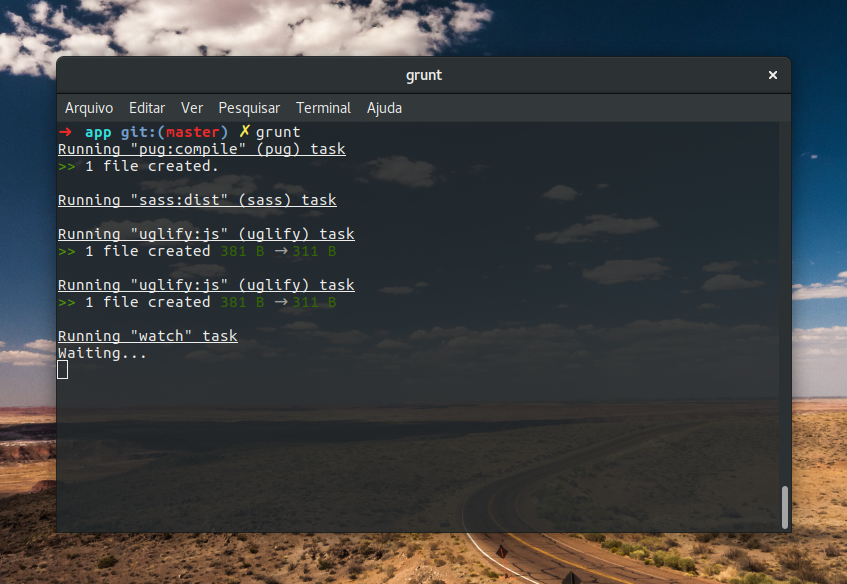 grunt
Arquivo Editar Ver Pesquisar Terminal Ajuda
➜ app git:(master) ✗ grunt
Running "pug:compile" (pug) task
>> 1 file created.
Running "sass:dist" (sass) task
Running "uglify:js" (uglify) task
>> 1 file created 381 B → 311 B
Running "uglify:js" (uglify) task
>> 1 file created 381 B → 311 B
Running "watch" task
Waiting...